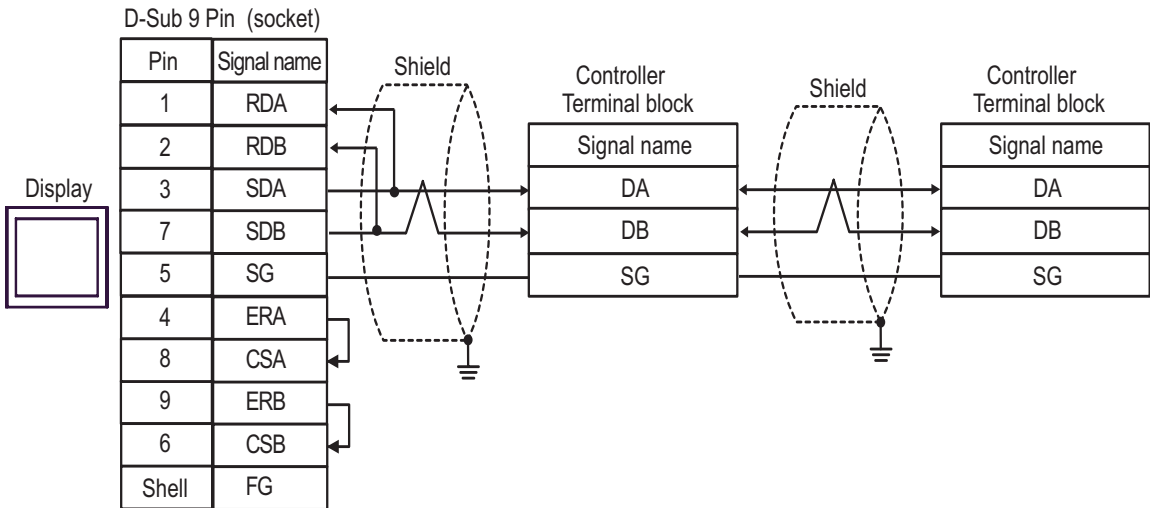 D-Sub 9 Pin (socket)
Pin Signal name
1 RDA
2 RDB
3 SDA
7 SDB
5 SG
4 ERA
8 CSA
9 ERB
6 CSB
Shell FG
Display
Shield
Controller
Terminal block
Signal name
DA
DB
SG
Shield
Controller
Terminal block
Signal name
DA
DB
SG